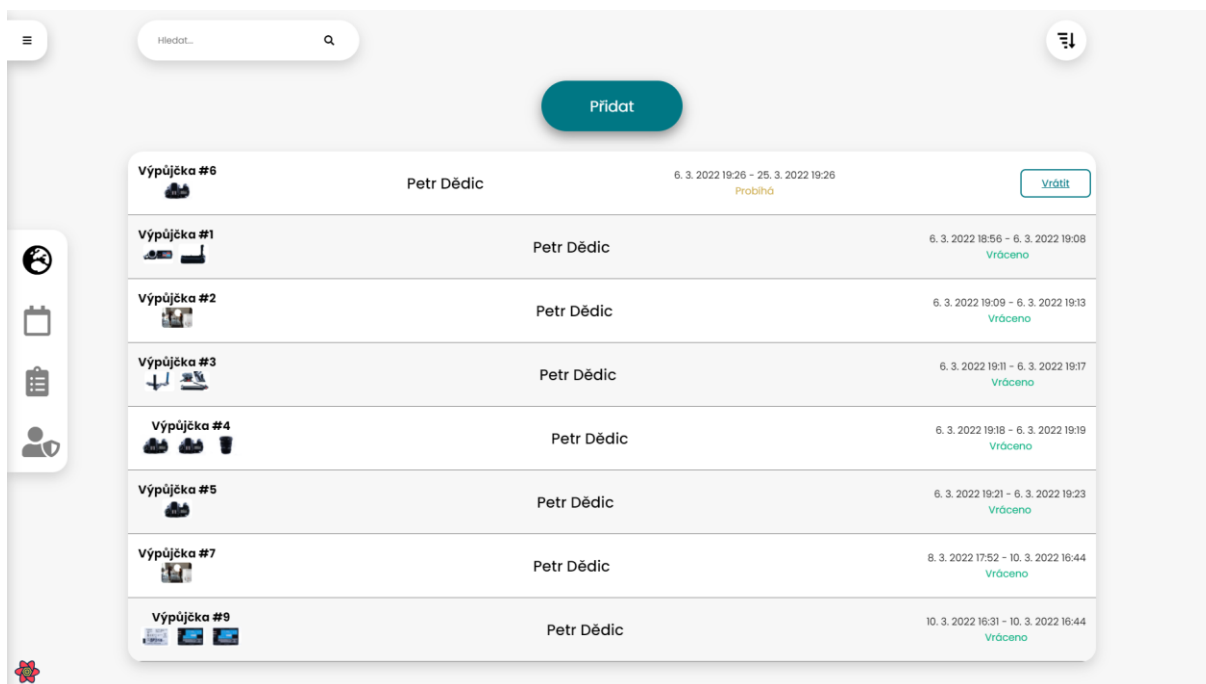 Hledat...
Přidat
Výpůjčka #6
Petr Dědic
6. 3. 2022 19:26 - 25. 3. 2022 19:26
Probíhá
Vrátit
Výpůjčka #1
Petr Dědic
6. 3. 2022 18:56 - 6. 3. 2022 19:08
Vráceno
Výpůjčka #2
Petr Dědic
6. 3. 2022 19:09 - 6. 3. 2022 19:13
Vráceno
Výpůjčka #3
Petr Dědic
6. 3. 2022 19:11 - 6. 3. 2022 19:17
Vráceno
Výpůjčka #4
Petr Dědic
6. 3. 2022 19:18 - 6. 3. 2022 19:19
Vráceno
Výpůjčka #5
Petr Dědic
6. 3. 2022 19:21 - 6. 3. 2022 19:23
Vráceno
Výpůjčka #7
Petr Dědic
8. 3. 2022 17:52 - 10. 3. 2022 16:44
Vráceno
Výpůjčka #9
Petr Dědic
10. 3. 2022 16:31 - 10. 3. 2022 16:44
Vráceno